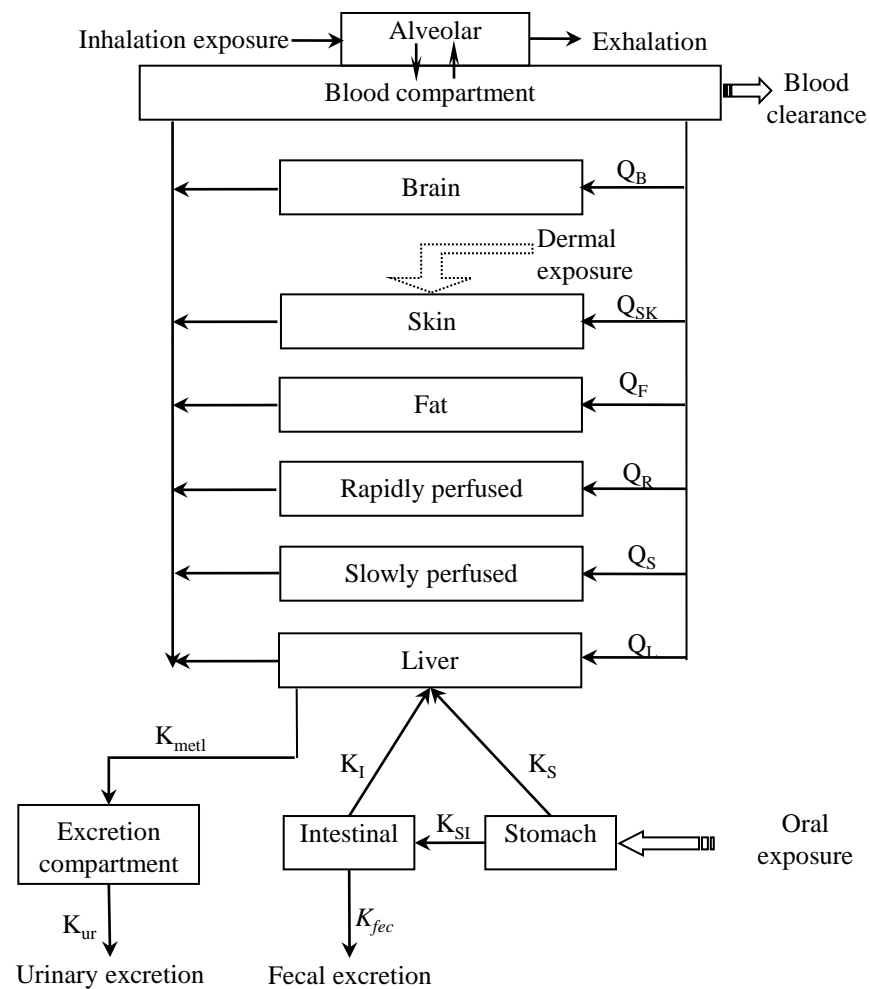 Inhalation exposure
Alveolar
Exhalation
Blood compartment
Blood
clearance
Brain
Q_B
Dermal
exposure
Skin
Q_SK
Fat
Q_F
Rapidly perfused
Q_R
Slowly perfused
Q_S
Liver
Q_L
K_metl
K_I
K_S
Excretion
compartment
Intestinal
K_SI
Stomach
Oral
exposure
K_ur
K_fec
Urinary excretion
Fecal excretion